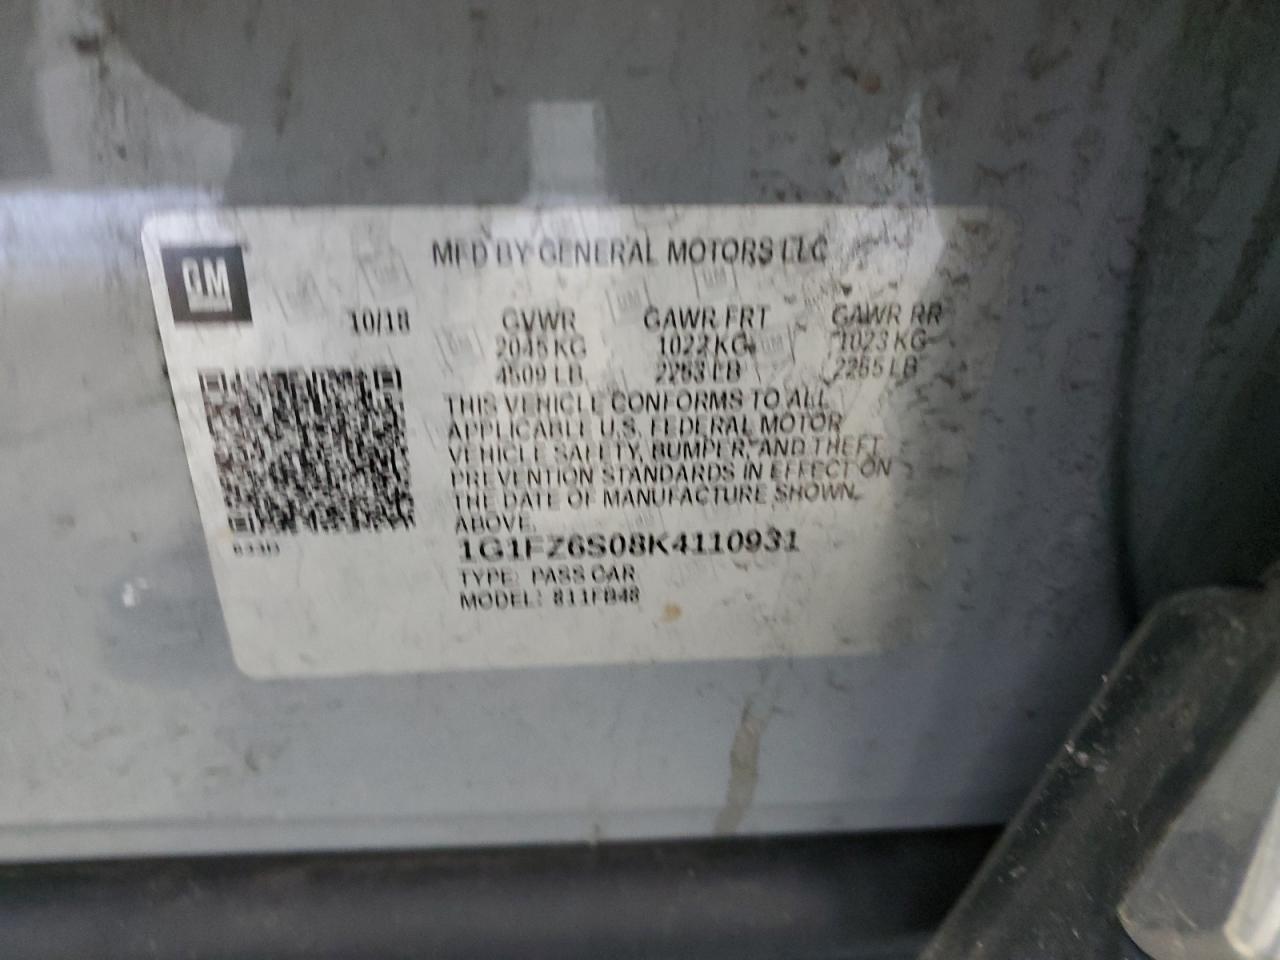 GM
MFD BY GENERAL MOTORS LLC
10/18 GVWR GAWR FRT GAWR RR
2045 KG 1022 KG 1023 KG
4509 LB 2253 LB 2255 LB
THIS VEHICLE CONFORMS TO ALL
APPLICABLE U.S. FEDERAL MOTOR
VEHICLE SAFETY, BUMPER, AND THEFT
PREVENTION STANDARDS IN EFFECT ON
THE DATE OF MANUFACTURE SHOWN
ABOVE.
1G1FZ6S08K4110931
TYPE: PASS CAR
MODEL: 811FB48